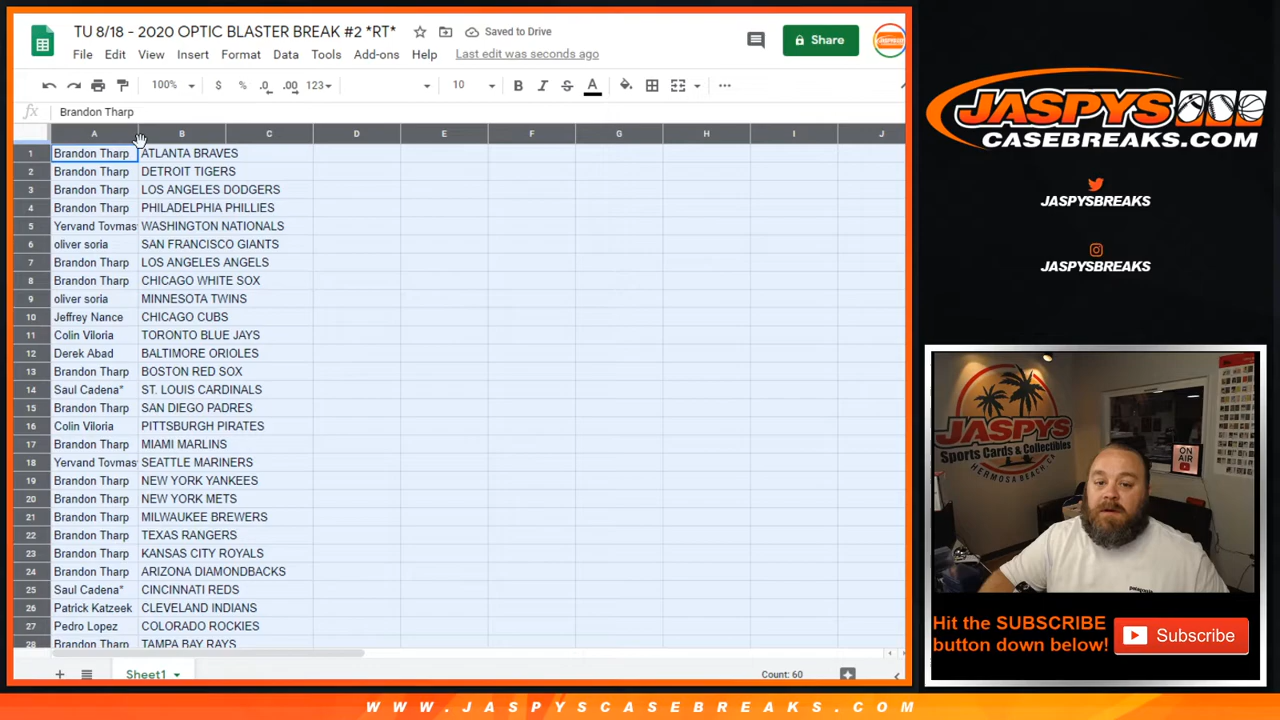 TU 8/18 - 2020 OPTIC BLASTER BREAK #2 *RT*
Saved to Drive
File Edit View Insert Format Data Tools Add-ons Help Last edit was seconds ago
Share
100% $ % .0 .00 123 10 B I S A
fx Brandon Tharp
A B C D E F G H I J
1 Brandon Tharp ATLANTA BRAVES
2 Brandon Tharp DETROIT TIGERS
3 Brandon Tharp LOS ANGELES DODGERS
4 Brandon Tharp PHILADELPHIA PHILLIES
5 Yervand Tovmas WASHINGTON NATIONALS
6 oliver soria SAN FRANCISCO GIANTS
7 Brandon Tharp LOS ANGELES ANGELS
8 Brandon Tharp CHICAGO WHITE SOX
9 oliver soria MINNESOTA TWINS
10 Jeffrey Nance CHICAGO CUBS
11 Colin Viloria TORONTO BLUE JAYS
12 Derek Abad BALTIMORE ORIOLES
13 Brandon Tharp BOSTON RED SOX
14 Saul Cadena* ST. LOUIS CARDINALS
15 Brandon Tharp SAN DIEGO PADRES
16 Colin Viloria PITTSBURGH PIRATES
17 Brandon Tharp MIAMI MARLINS
18 Yervand Tovmas SEATTLE MARINERS
19 Brandon Tharp NEW YORK YANKEES
20 Brandon Tharp NEW YORK METS
21 Brandon Tharp MILWAUKEE BREWERS
22 Brandon Tharp TEXAS RANGERS
23 Brandon Tharp KANSAS CITY ROYALS
24 Brandon Tharp ARIZONA DIAMONDBACKS
25 Saul Cadena* CINCINNATI REDS
26 Patrick Katzeek CLEVELAND INDIANS
27 Pedro Lopez COLORADO ROCKIES
28 Brandon Tharp TAMPA BAY RAYS
Sheet1
Count: 60
JASPYS
CASEBREAKS.COM
JASPYSBREAKS
JASPYSBREAKS
JASPYS
Sports Cards & Collectibles
HERMOSA BEACH, CA
ON AIR
patagonia
Hit the SUBSCRIBE
button down below!
Subscribe
WWW.JASPYSCASEBREAKS.COM